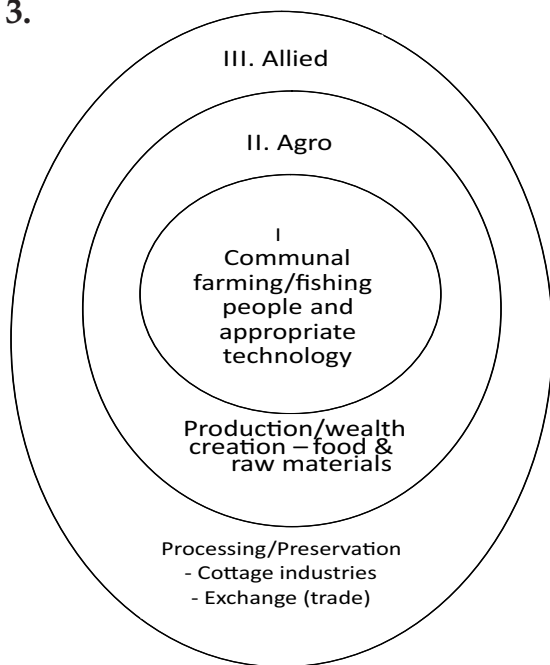 3.
III. Allied
II. Agro
I
Communal
farming/fishing
people and
appropriate
technology
Production/wealth
creation – food &
raw materials
Processing/Preservation
- Cottage industries
- Exchange (trade)